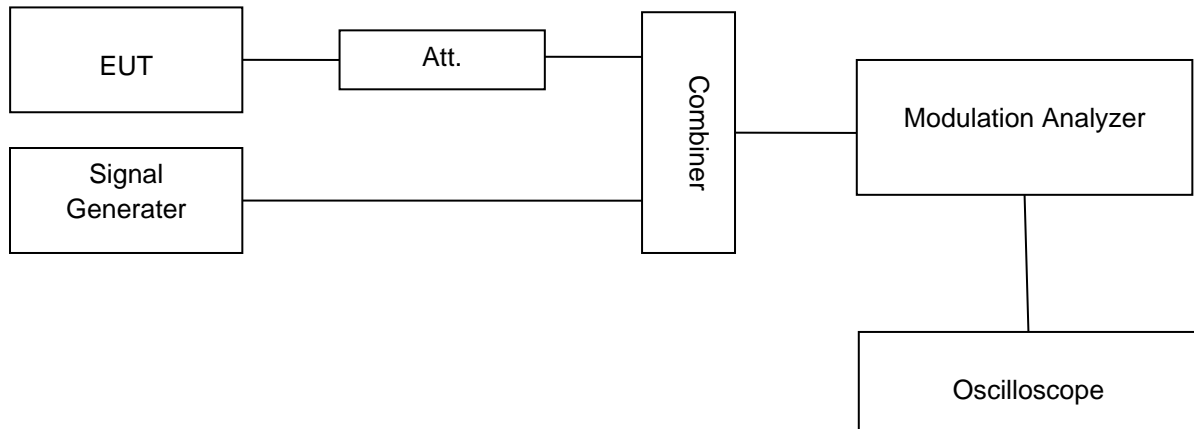 EUT
Att.
Combiner
Modulation Analyzer
Signal
Generater
Oscilloscope